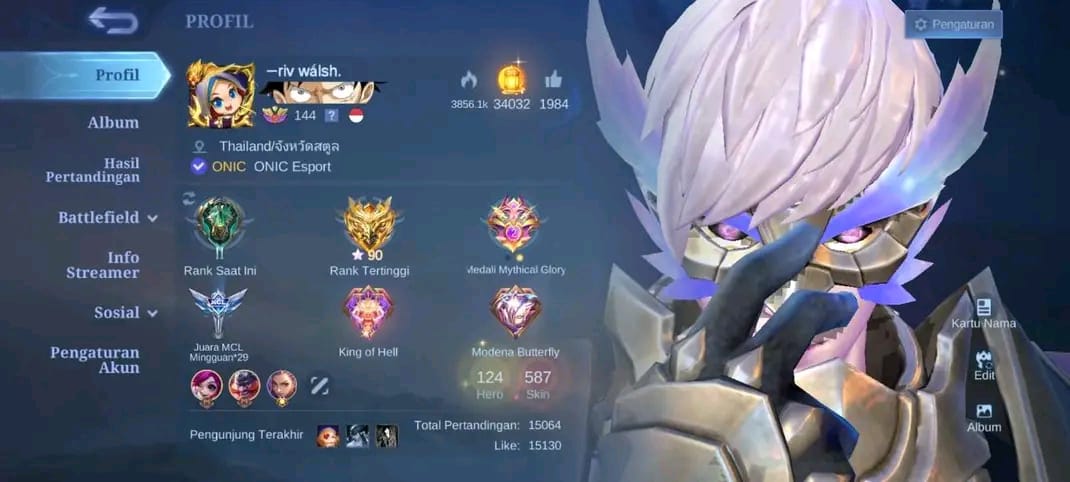 PROFIL
Pengaturan
Profil
Album
Hasil
Pertandingan
Battlefield
Info
Streamer
Sosial
Pengaturan
Akun
—riv wálsh.
144 ?
3856.1k 34032 1984
Thailand/จังหวัดสตูล
ONIC ONIC Esport
Rank Saat Ini
90
Rank Tertinggi
2
Medali Mythical Glory
MCL
Juara MCL
Mingguan*29
King of Hell
Modena Butterfly
124 587
Hero Skin
Pengunjung Terakhir
Total Pertandingan: 15064
Like: 15130
Kartu Nama
Edit
Album